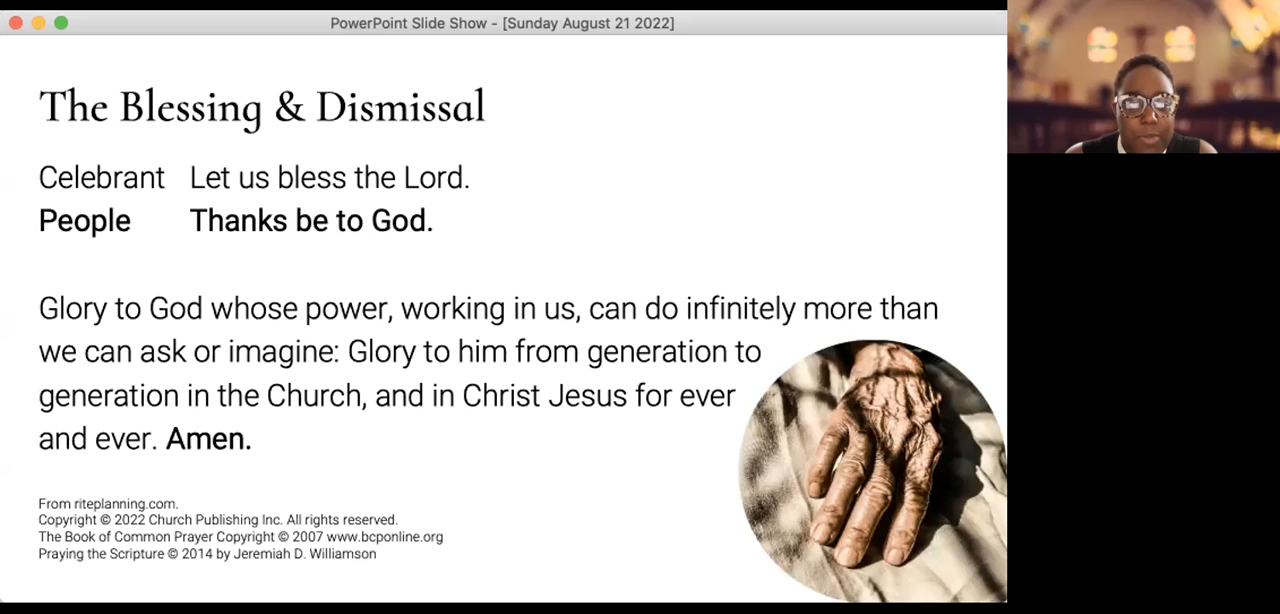 PowerPoint Slide Show - [Sunday August 21 2022]
The Blessing & Dismissal
Celebrant Let us bless the Lord.
People Thanks be to God.
Glory to God whose power, working in us, can do infinitely more than
we can ask or imagine: Glory to him from generation to
generation in the Church, and in Christ Jesus for ever
and ever. Amen.
From riteplanning.com.
Copyright © 2022 Church Publishing Inc. All rights reserved.
The Book of Common Prayer Copyright © 2007 www.bcponline.org
Praying the Scripture © 2014 by Jeremiah D. Williamson